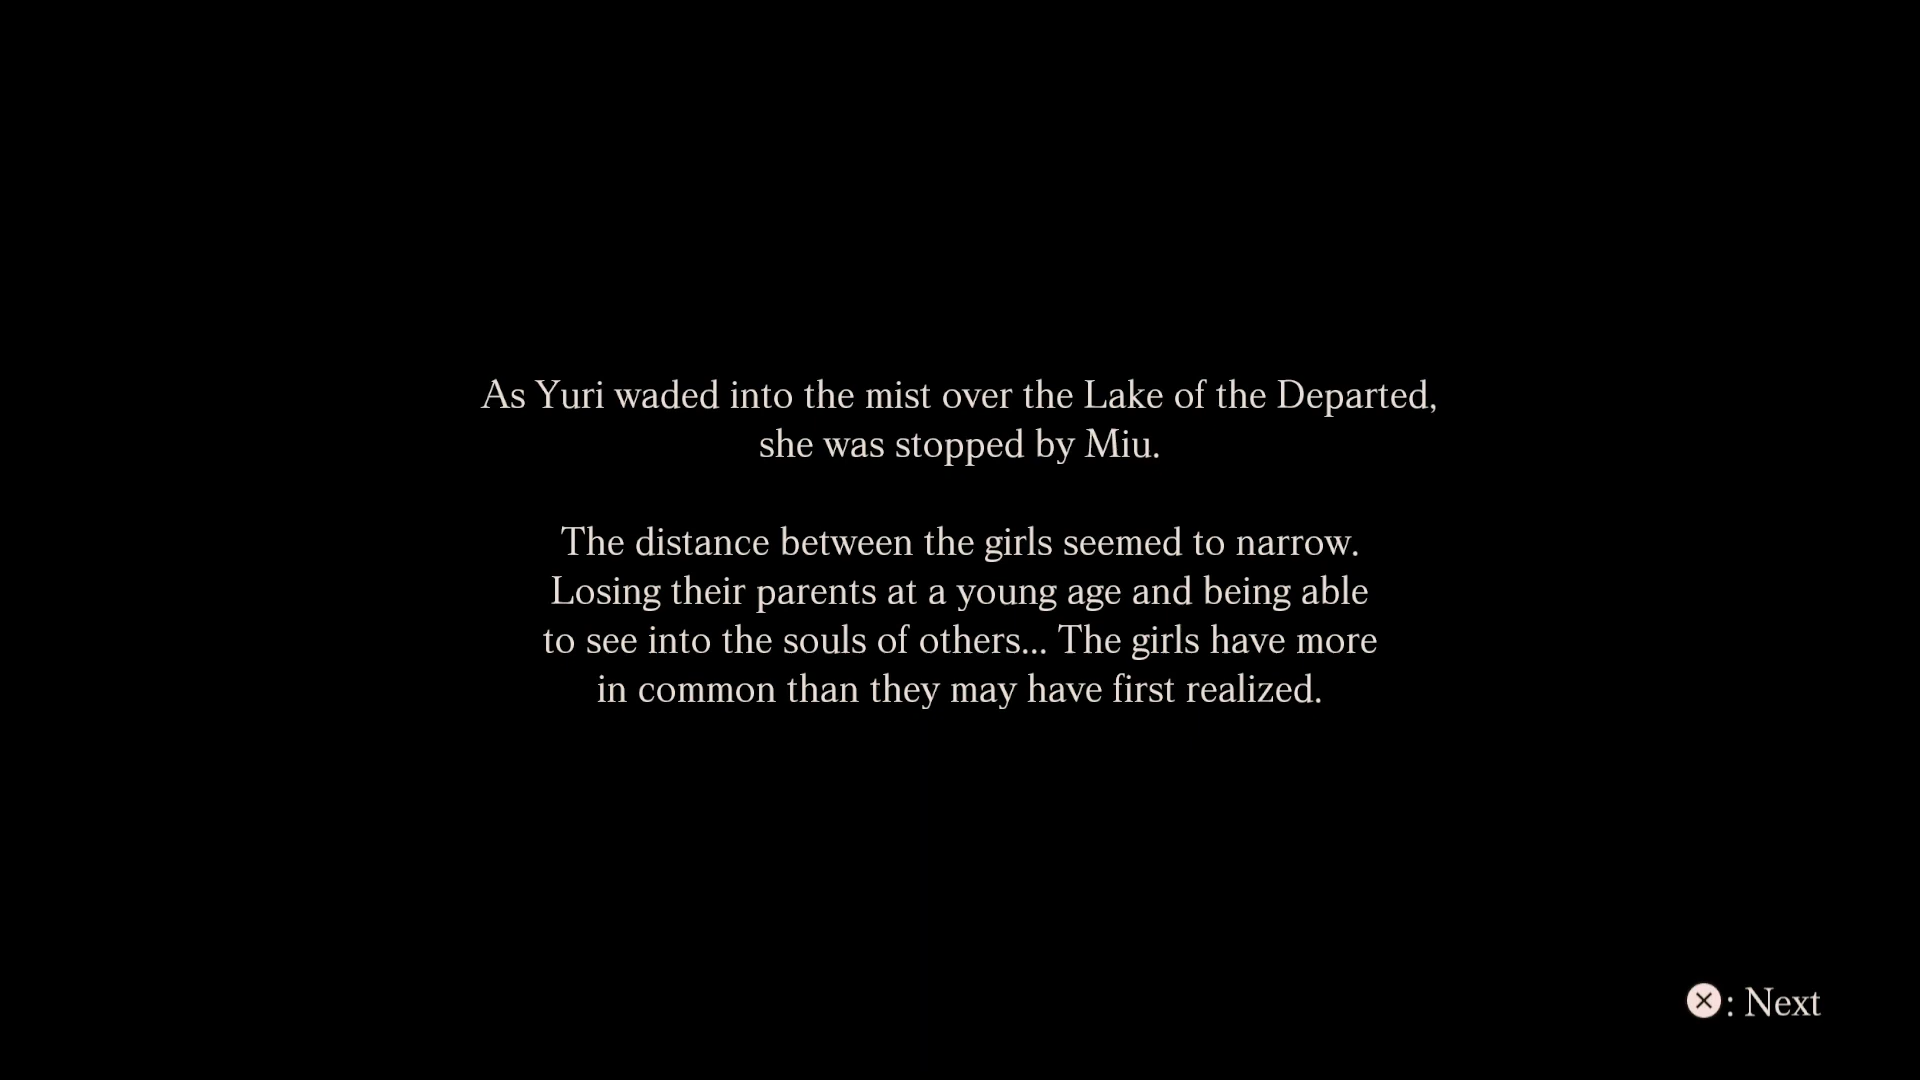 As Yuri waded into the mist over the Lake of the Departed,
she was stopped by Miu.
The distance between the girls seemed to narrow.
Losing their parents at a young age and being able
to see into the souls of others... The girls have more
in common than they may have first realized.
: Next